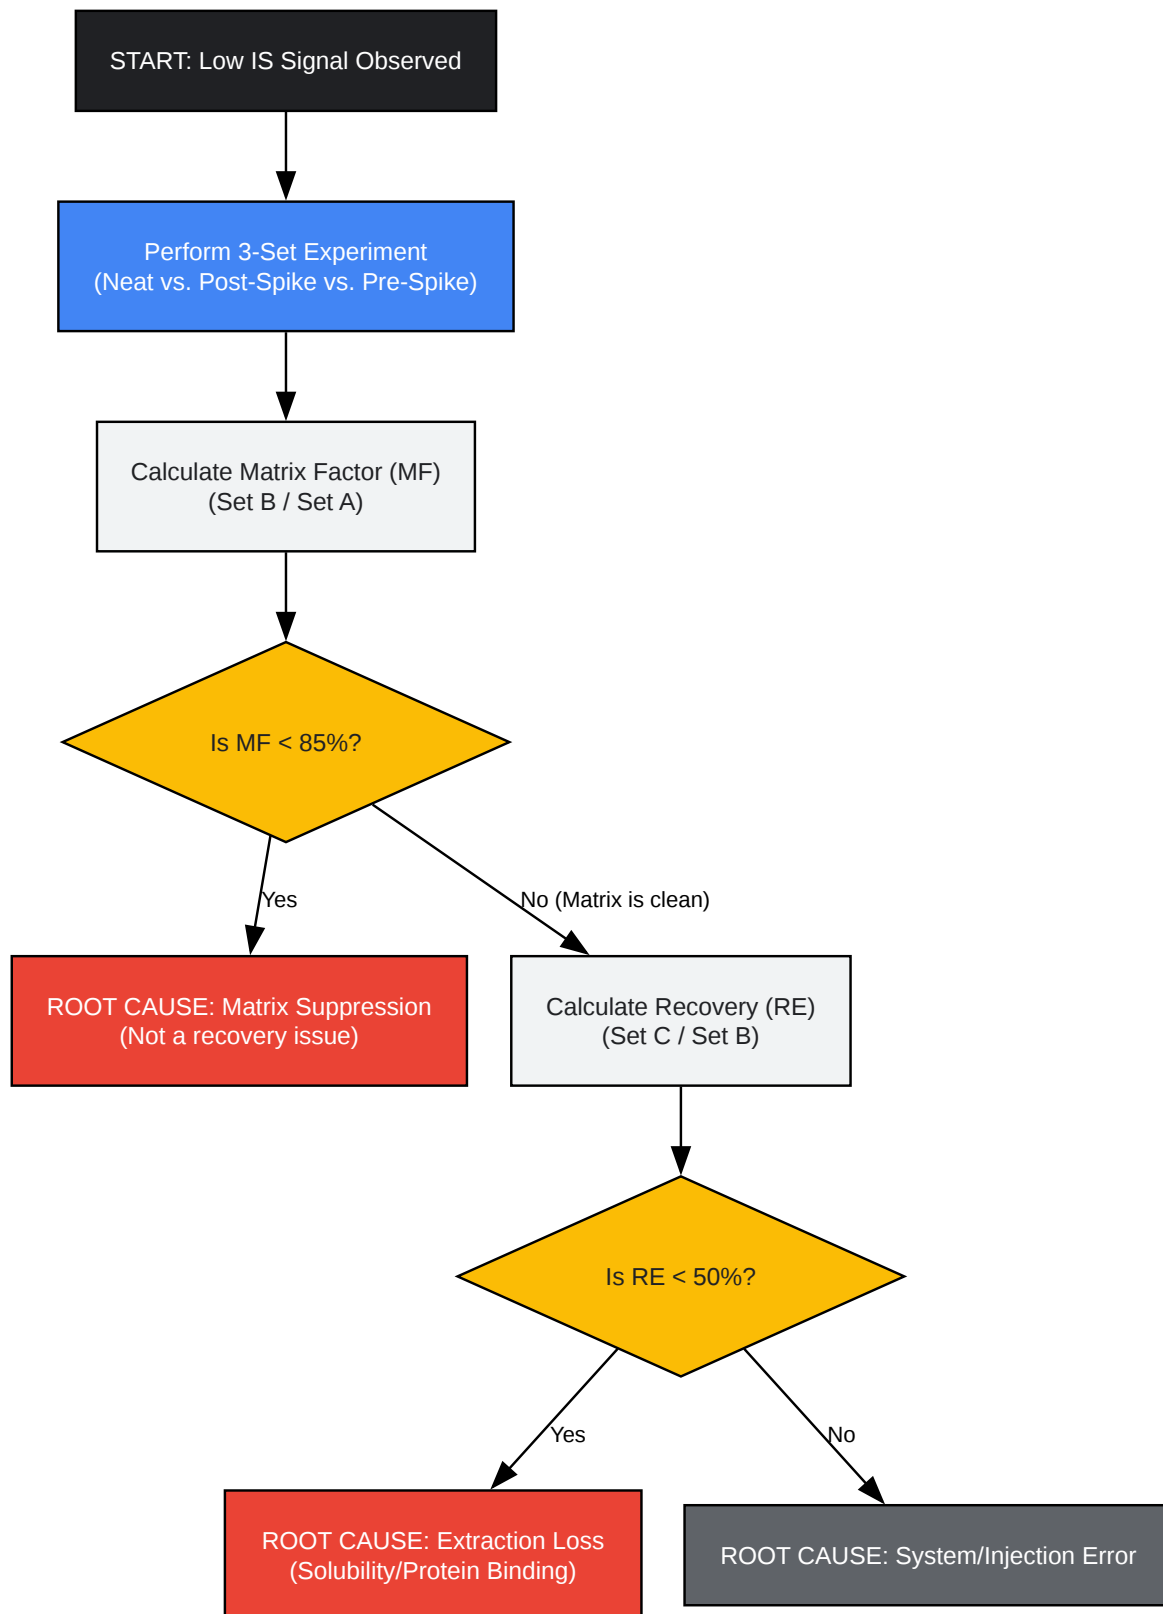 START: Low IS Signal Observed
Perform 3-Set Experiment
(Neat vs. Post-Spike vs. Pre-Spike)
Calculate Matrix Factor (MF)
(Set B / Set A)
Is MF < 85%?
Yes
No (Matrix is clean)
ROOT CAUSE: Matrix Suppression
(Not a recovery issue)
Calculate Recovery (RE)
(Set C / Set B)
Is RE < 50%?
Yes
No
ROOT CAUSE: Extraction Loss
(Solubility/Protein Binding)
ROOT CAUSE: System/Injection Error